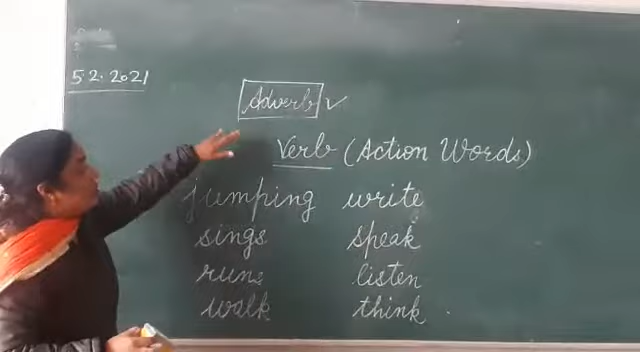 5.2.2021
Adverb
Verb (Action Words)
jumping write
sings speak
runs listen
walk think.